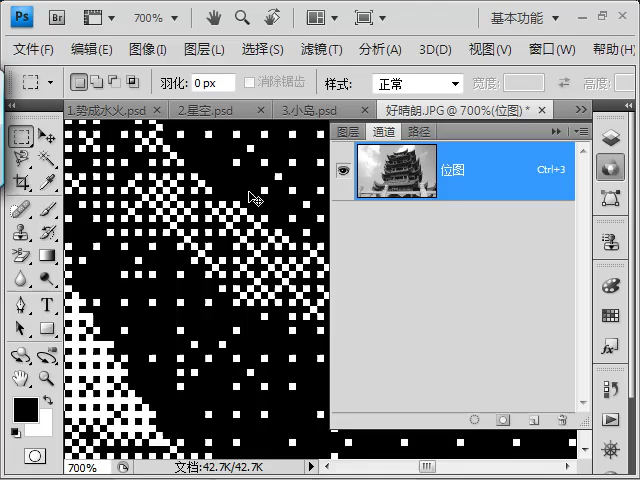 Ps Br 700% 基本功能
文件(F) 编辑(E) 图像(I) 图层(L) 选择(S) 滤镜(T) 分析(A) 3D(D) 视图(V) 窗口(W) 帮助(H)
羽化: 0 px 消除锯齿 样式: 正常 宽度: 高度:
1.势成水火.psd 2.星空.psd 3.小岛.psd 好晴朗.JPG @ 700%(位图) *
图层 通道 路径
位图 Ctrl+3
T
fx
700% 文档:42.7K/42.7K